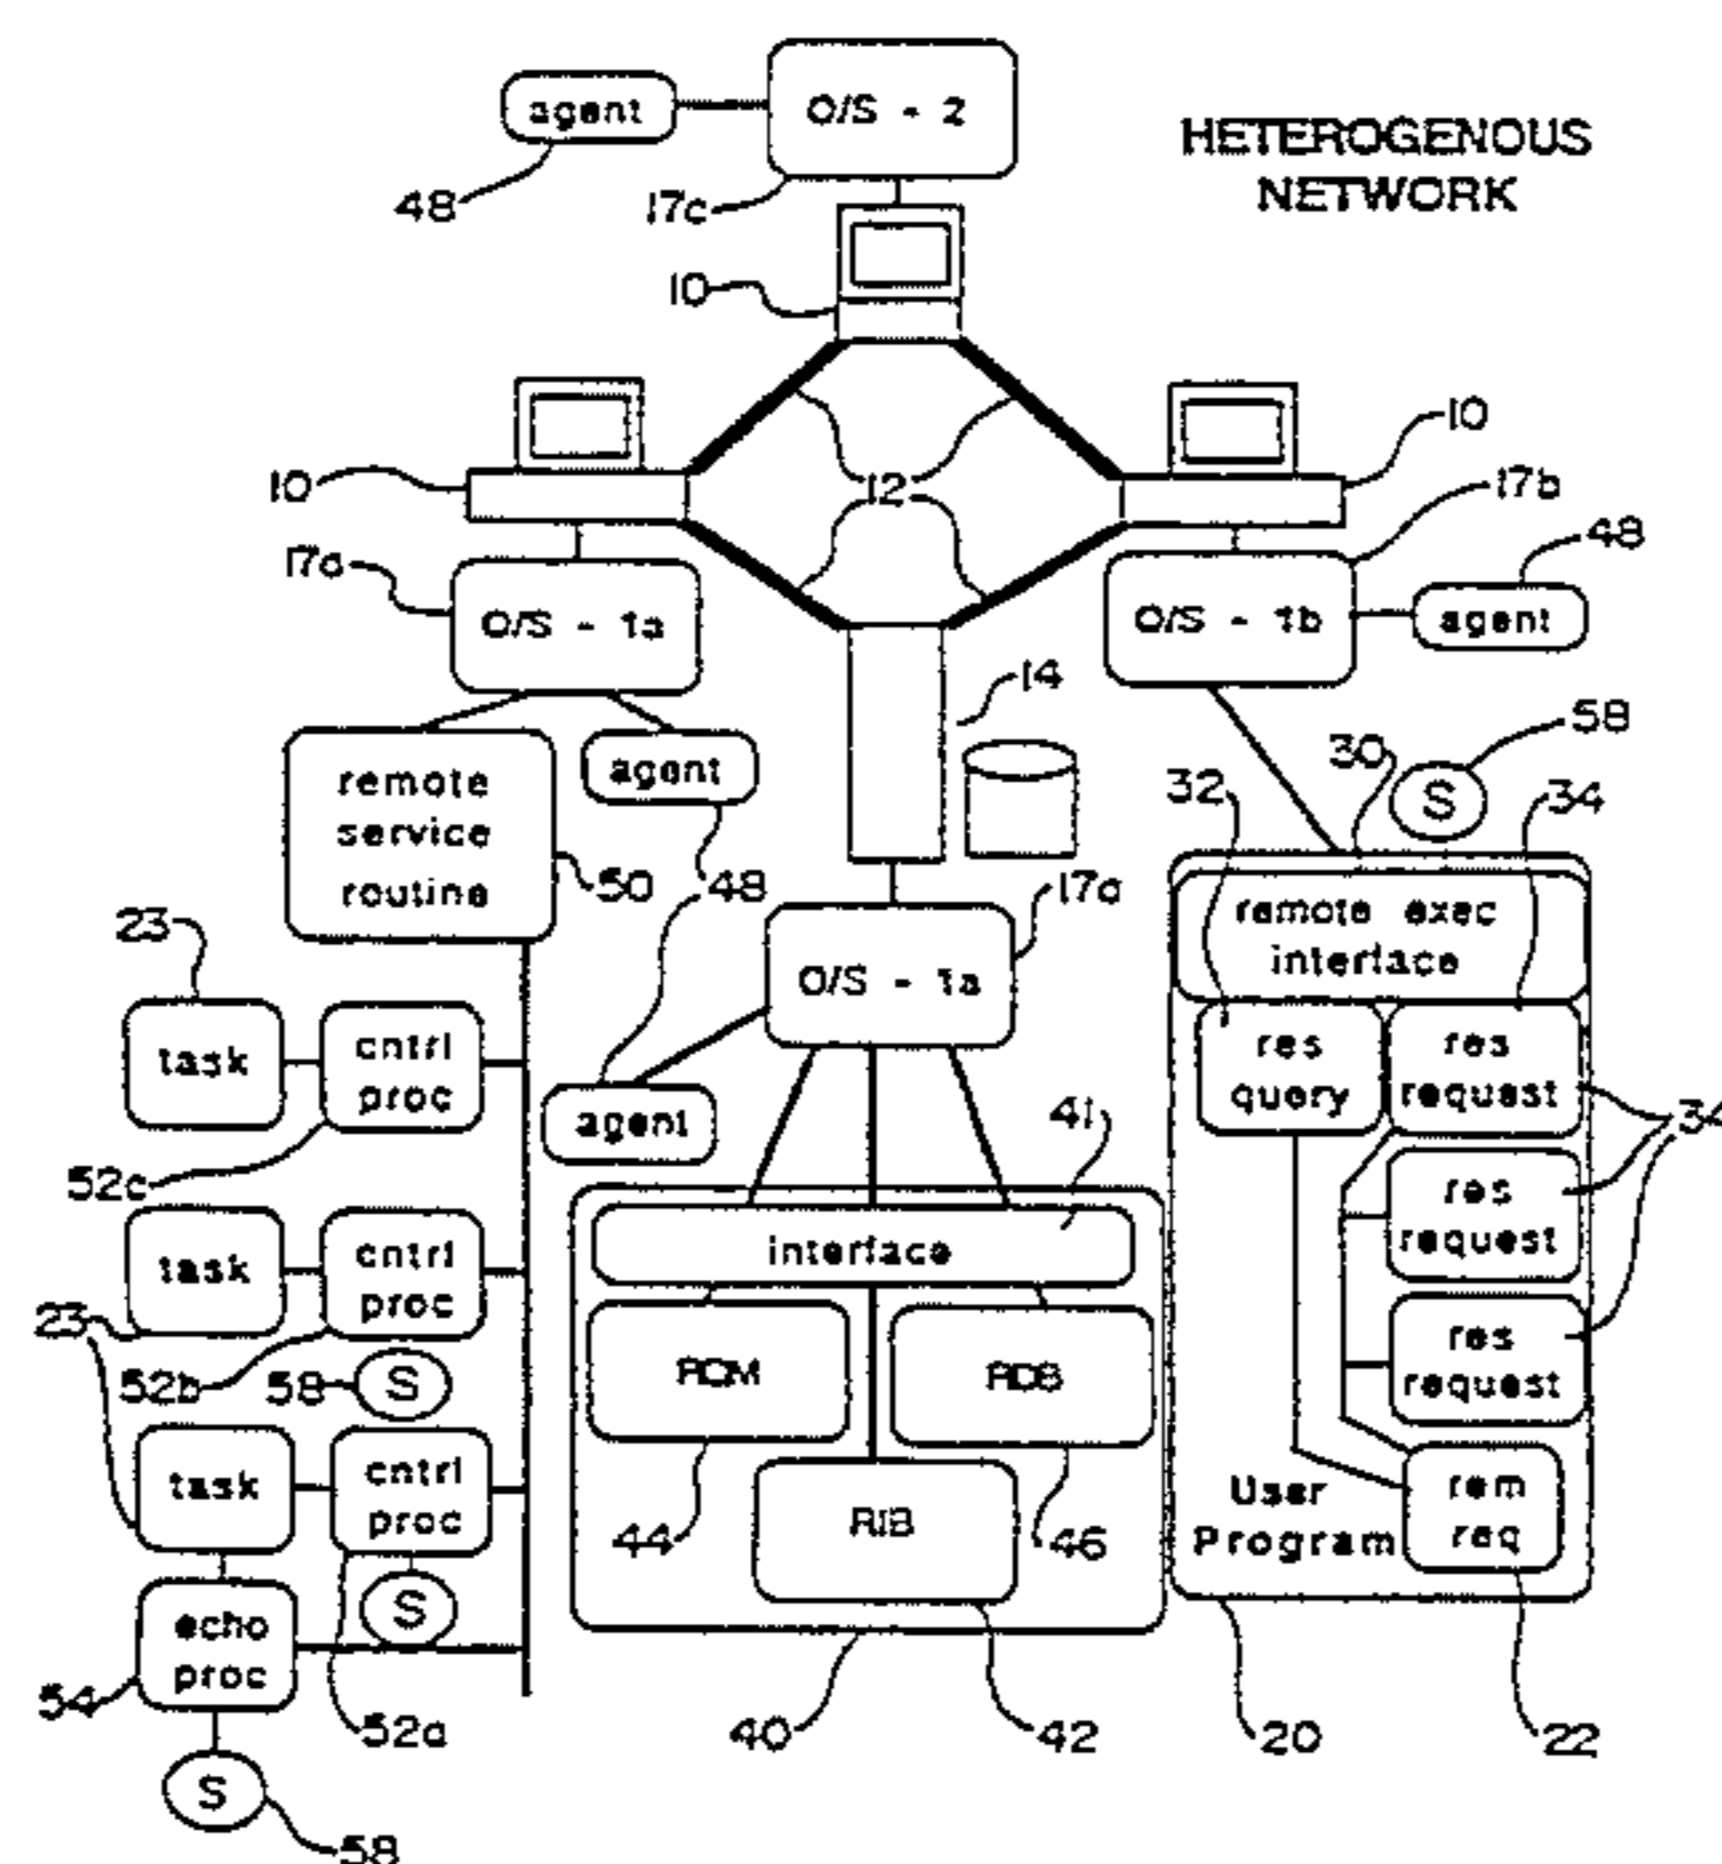 agent
O/S - 2
HETEROGENOUS
NETWORK
48
17c
10
10
10
12
17b
48
17a
O/S - 1a
O/S - 1b
agent
14
58
30
S
32
34
remote
service
routine
agent
50
48
17a
remote exec
interface
23
O/S - 1a
task
cntrl
proc
res
query
res
request
agent
41
34
52c
res
request
task
cntrl
proc
interface
23
52b
58
S
RCM
RDB
res
request
task
cntrl
proc
44
RIB
46
User
Program
rem
req
echo
proc
S
54
52a
40
42
20
22
S
58